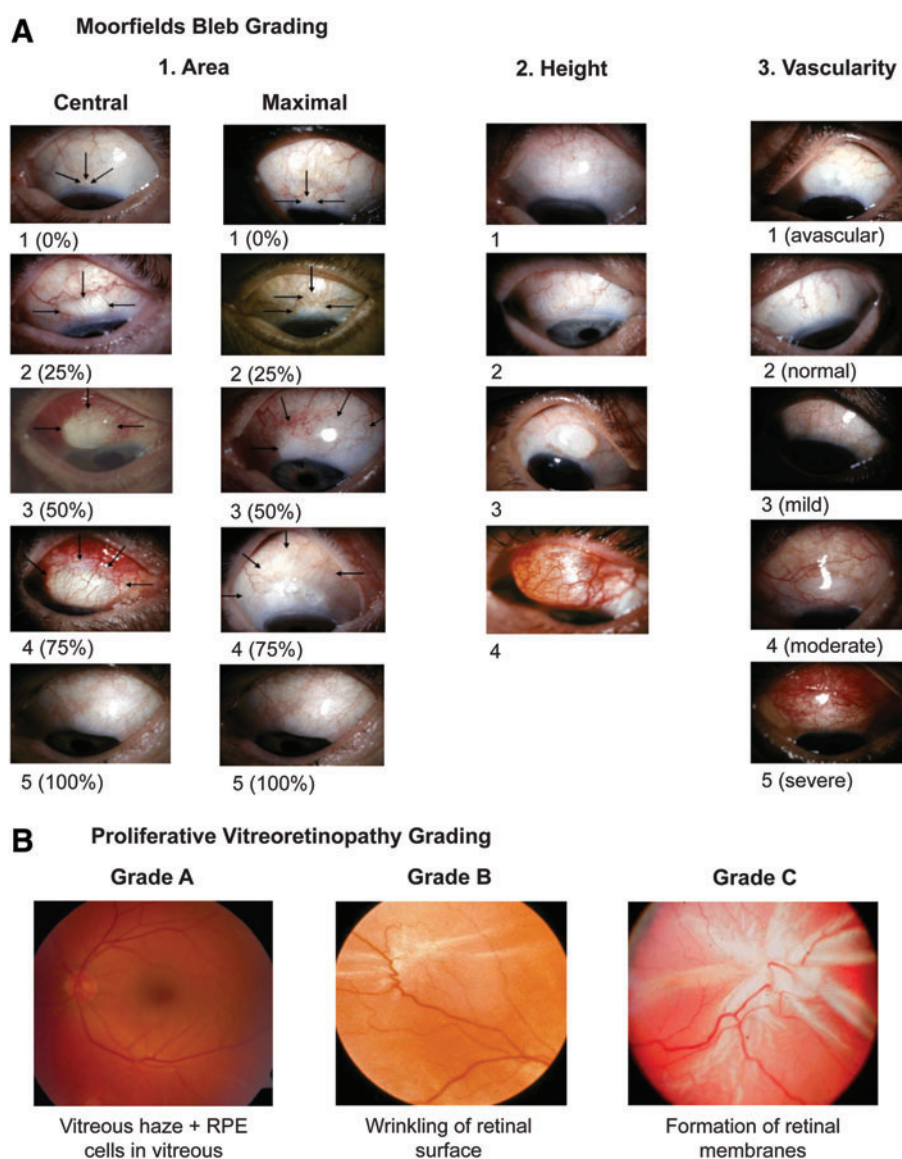 A Moorfields Bleb Grading
1. Area
2. Height
3. Vascularity
Central
Maximal
1 (0%)
1 (0%)
1
1 (avascular)
2 (25%)
2 (25%)
2
2 (normal)
3 (50%)
3 (50%)
3
3 (mild)
4 (75%)
4 (75%)
4
4 (moderate)
5 (100%)
5 (100%)
5 (severe)
B Proliferative Vitreoretinopathy Grading
Grade A
Grade B
Grade C
Vitreous haze + RPE
cells in vitreous
Wrinkling of retinal
surface
Formation of retinal
membranes